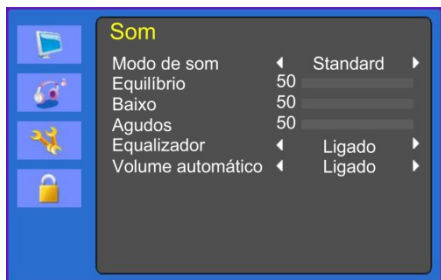 Som
Modo de som Standard
Equilíbrio 50
Baixo 50
Agudos 50
Equalizador Ligado
Volume automático Ligado